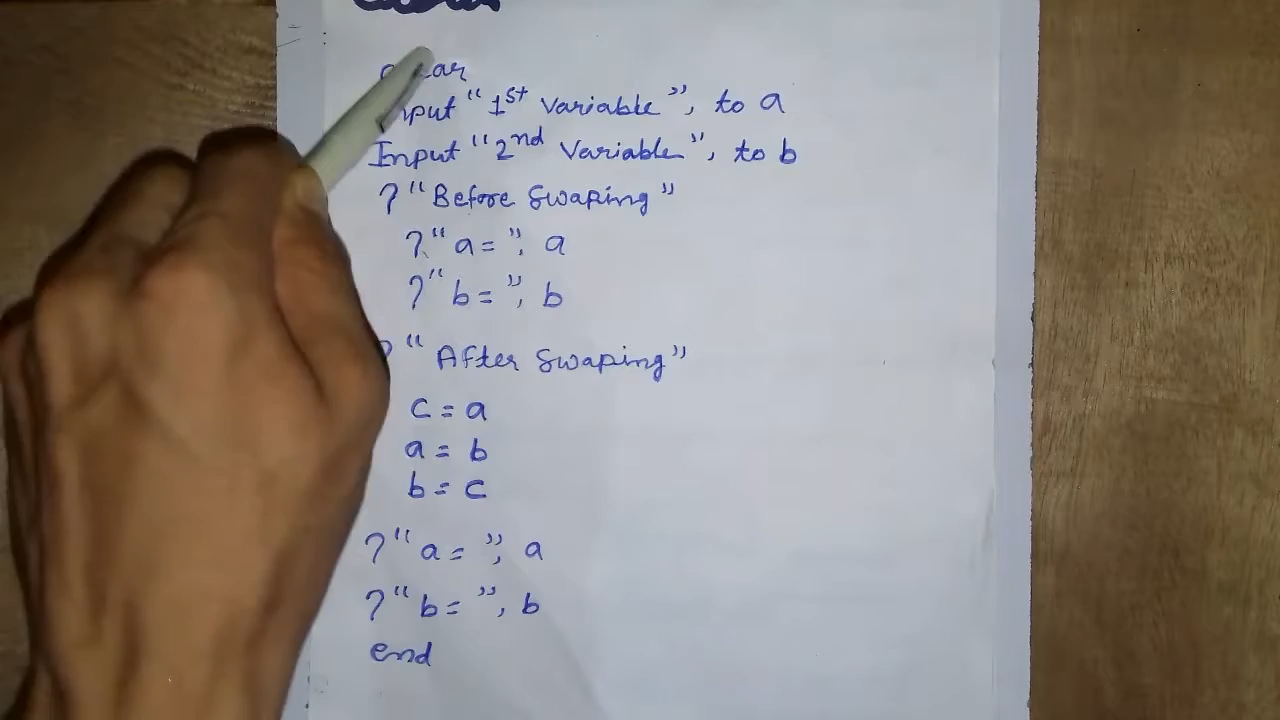 Input "1st Variable", to a
Input "2nd Variable", to b
? "Before Swaping"
? "a= ", a
? "b= ", b
? "After Swaping"
c = a
a = b
b = c
? "a= ", a
? "b= ", b
end